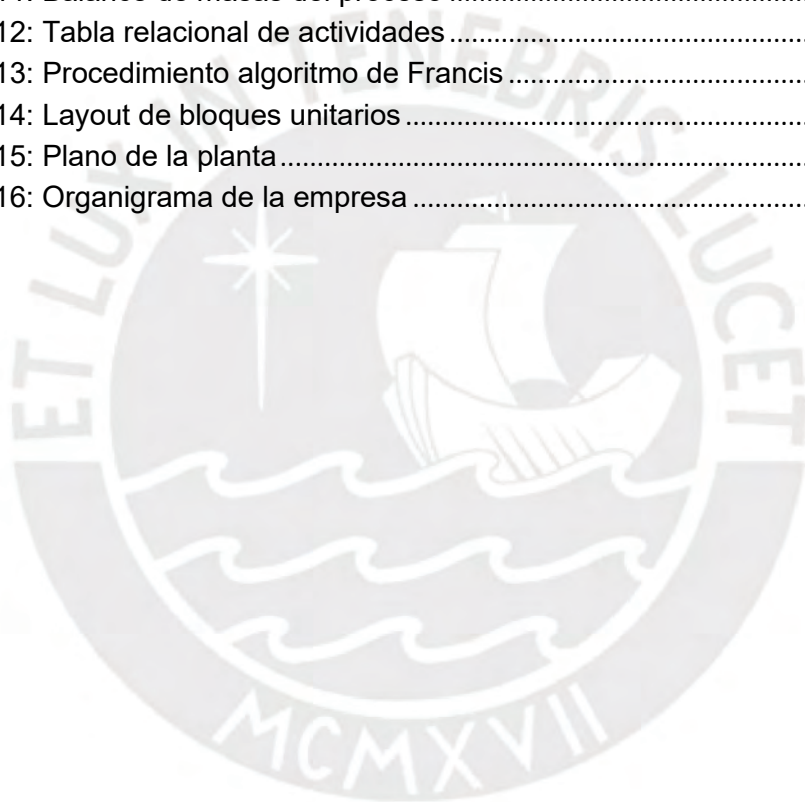 12: Tabla relacional de actividades ...........................................
13: Procedimiento algoritmo de Francis ....................................
14: Layout de bloques unitarios ................................................
15: Plano de la planta ................................................................
16: Organigrama de la empresa ...............................................
ET LUX IN TENEBRIS LUCET
MCMXVII